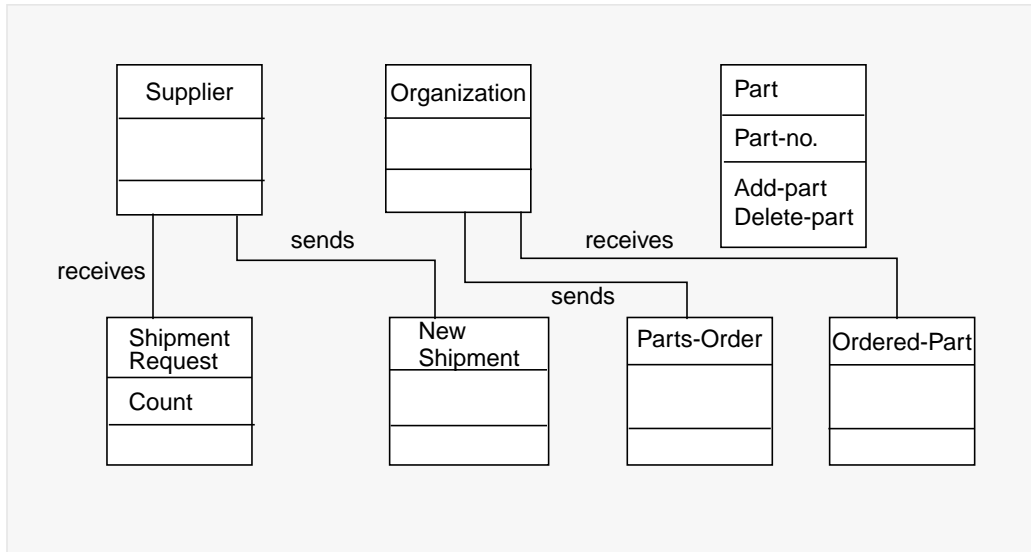 Supplier
Organization
Part
Part-no.
Add-part
Delete-part
sends
receives
receives
sends
Shipment
Request
Count
New
Shipment
Parts-Order
Ordered-Part